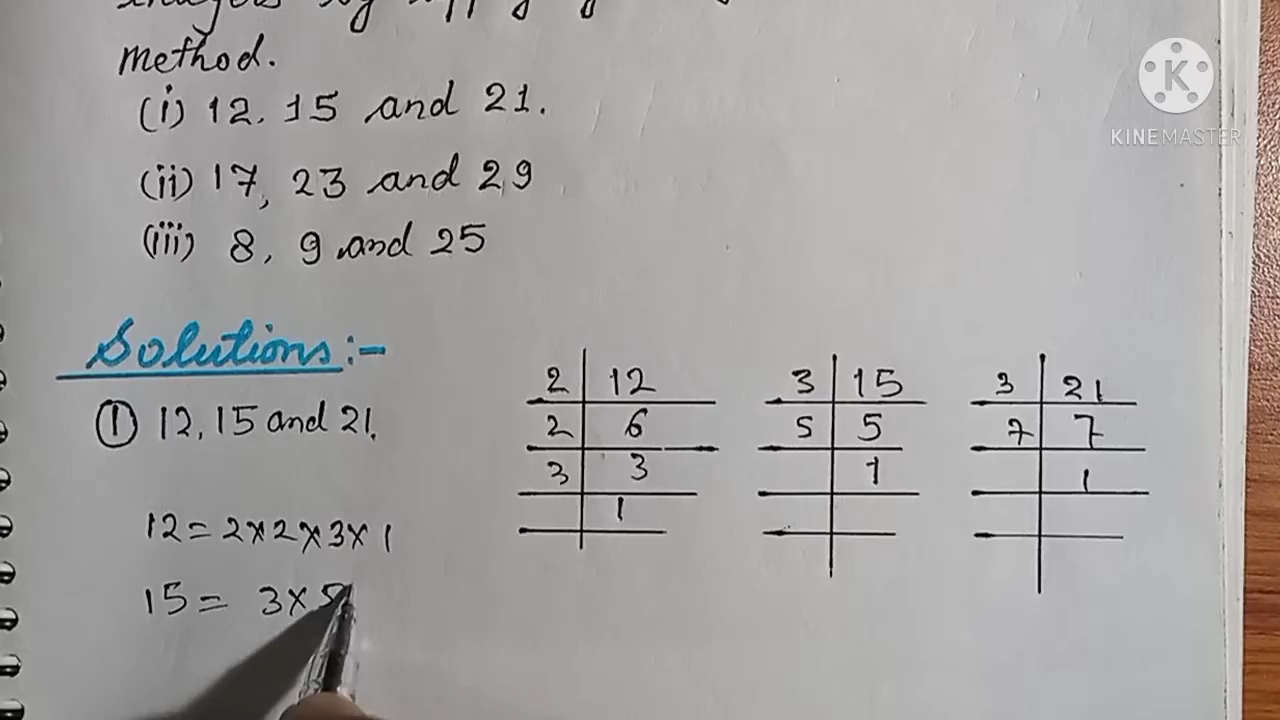 method.
(i) 12. 15 and 21.
(ii) 17, 23 and 29
(iii) 8, 9 and 25
Solutions:-
① 12, 15 and 21.
12 = 2×2×3×1
15 = 3×5
2 | 12
2 | 6
3 | 3
1
3 | 15
5 | 5
1
3 | 21
7 | 7
1
K
KINEMASTER